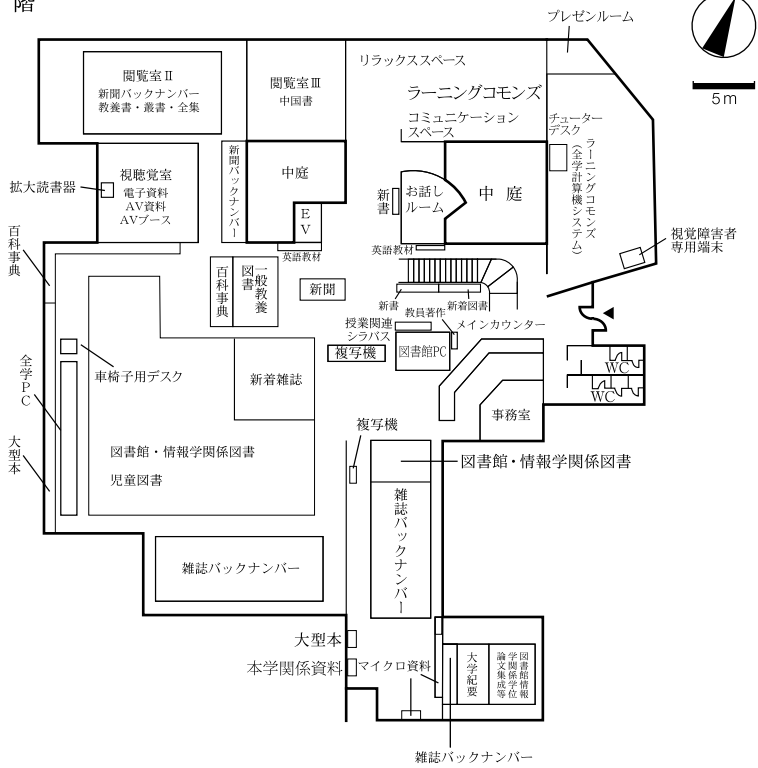 階
プレゼンルーム
5m
閲覧室Ⅱ
新聞バックナンバー
教養書・叢書・全集
閲覧室Ⅲ
中国書
リラックススペース
ラーニングコモンズ
コミュニケーション
スペース
チューター
デスク
ラーニングコモンズ
(全学計算機システム)
視聴覚室
電子資料
AV資料
AVブース
拡大読書器
新聞バックナンバー
中庭
EV
英語教材
お話し
ルーム
新書
中庭
英語教材
視覚障害者
専用端末
百科事典
百科事典
一般教養
図書
新聞
新書
新着図書
教員著作
メインカウンター
授業関連
シラバス
複写機
図書館PC
WC
WC
事務室
全学PC
車椅子用デスク
新着雑誌
大型本
図書館・情報学関係図書
児童図書
複写機
図書館・情報学関係図書
雑誌バックナンバー
雑誌バックナンバー
大型本
本学関係資料
マイクロ資料
大学紀要
図書館情報
学関係学位
論文集成等
雑誌バックナンバー